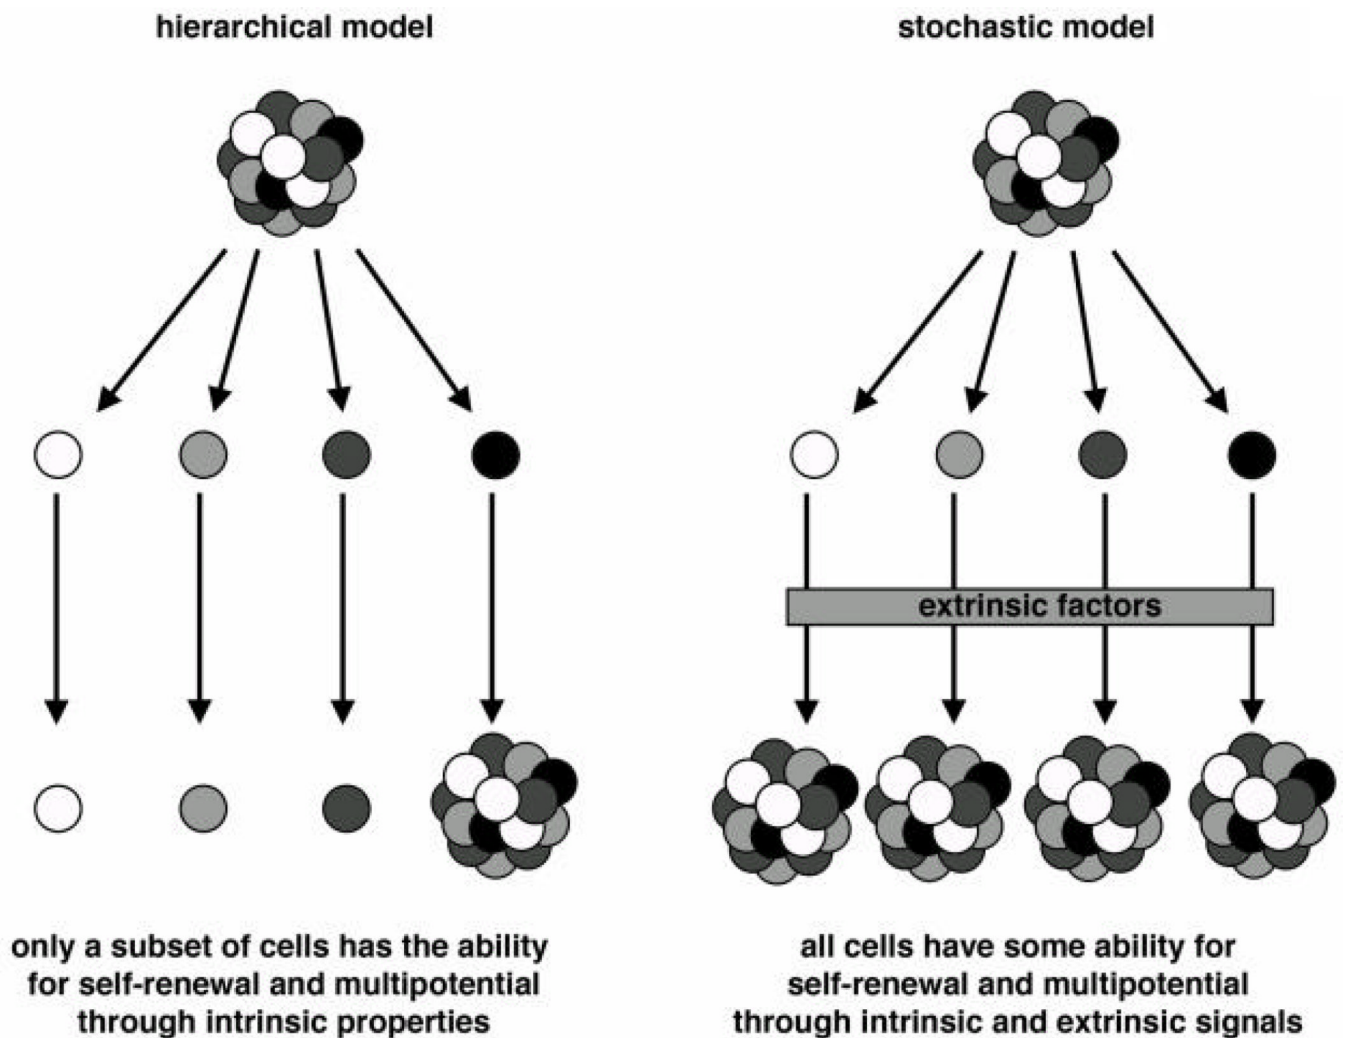 hierarchical model
stochastic model
extrinsic factors
only a subset of cells has the ability
for self-renewal and multipotential
through intrinsic properties
all cells have some ability for
self-renewal and multipotential
through intrinsic and extrinsic signals